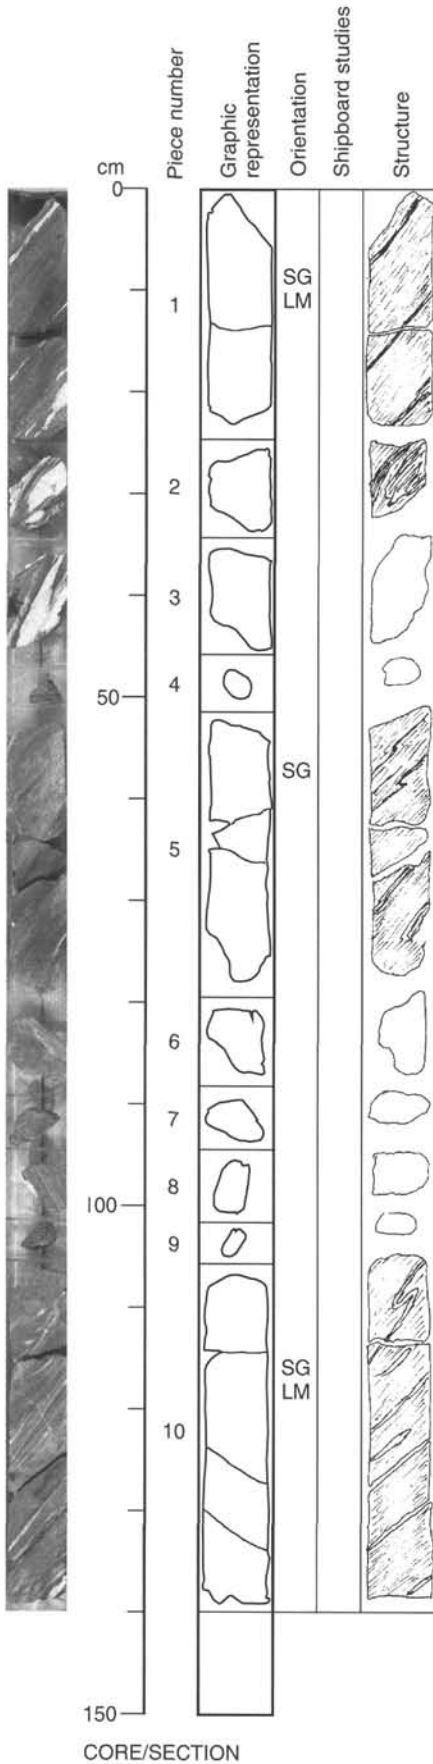 cm
Piece number
Graphic
representation
Orientation
Shipboard studies
Structure
0
1
SG
LM
2
3
4
50
5
SG
6
7
8
100
9
10
SG
LM
150
CORE/SECTION